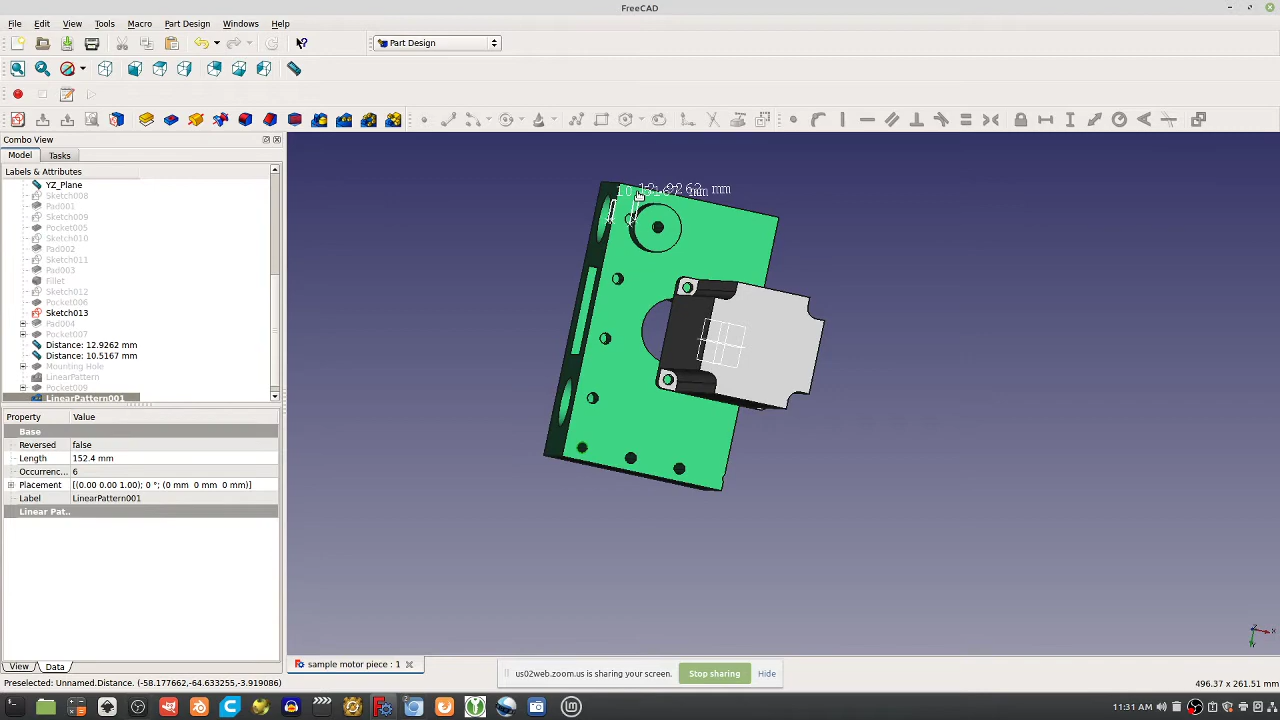 FreeCAD
File Edit View Tools Macro Part Design Windows Help
Part Design
Combo View
Model Tasks
Labels & Attributes
YZ_Plane
Sketch008
Pad001
Sketch009
Pocket005
Sketch010
Pad002
Sketch011
Pad003
Fillet
Sketch012
Pocket006
Sketch013
Pad004
Pocket007
Distance: 12.9267 mm
Distance: 10.5167 mm
Mounting Hole
LinearPattern
Pocket009
LinearPattern001
Property Value
Base
Reversed false
Length 152.4 mm
Occurrenc... 6
Placement [(0.00 0.00 1.00); 0 °; (0 mm 0 mm 0 mm)]
Label LinearPattern001
Linear Pat..
mm
View Data
sample motor piece : 1
us02web.zoom.us is sharing your screen. Stop sharing Hide
Preselected: Unnamed.Distance. (-58.177662,-64.633255,-3.919086)
496.37 x 261.51 mm
11:31 AM